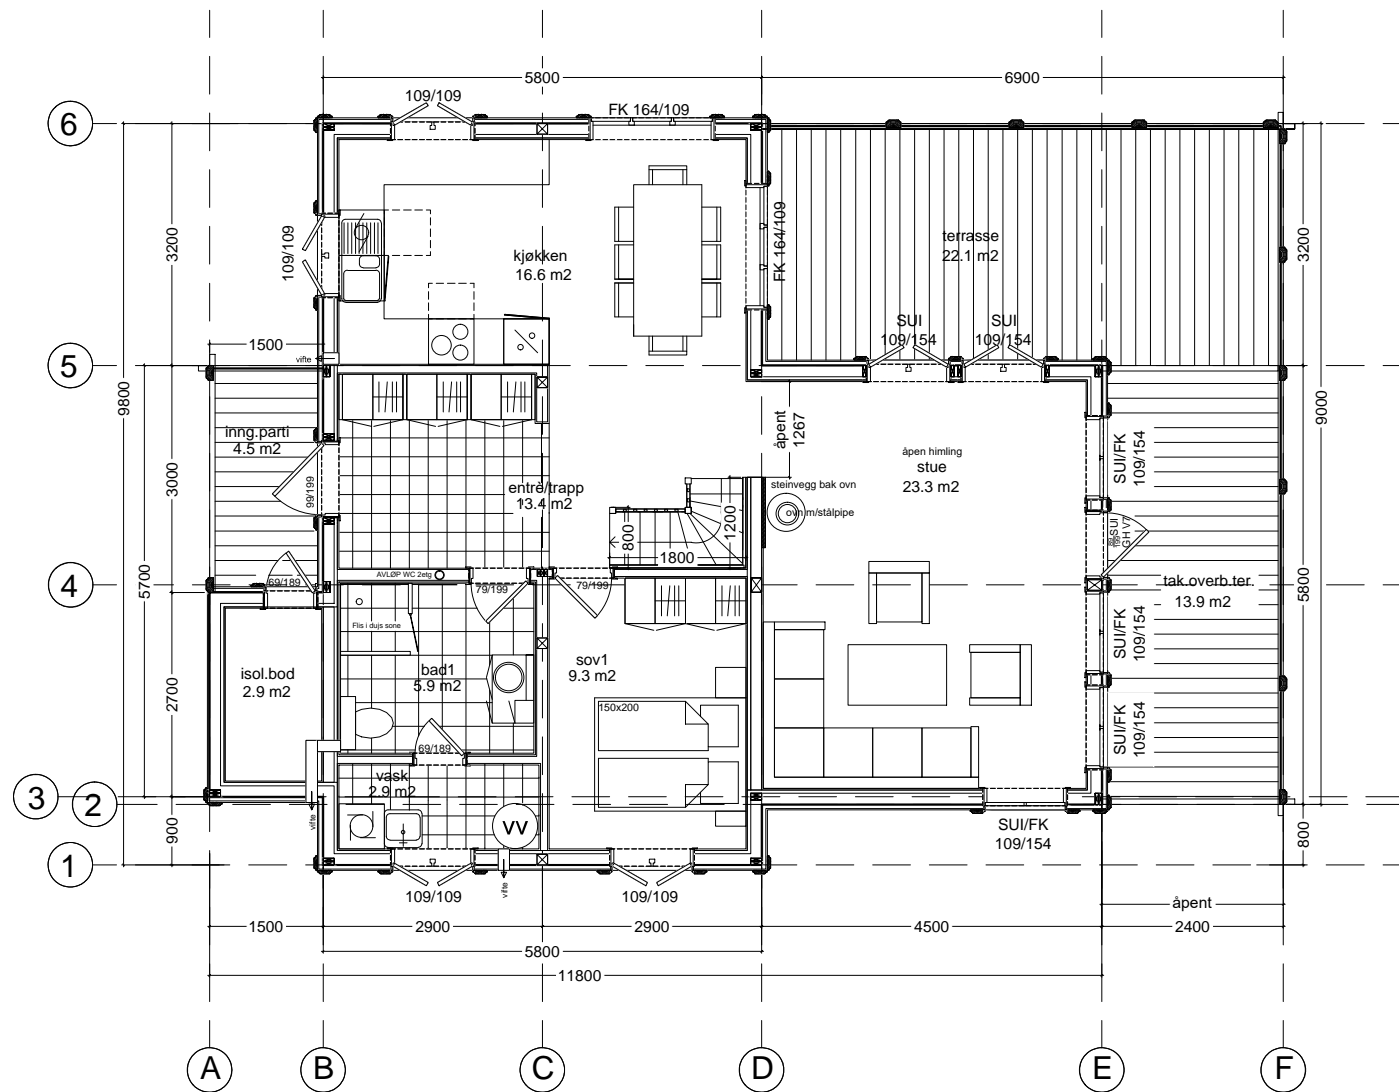 5800
6900
109/109
FK 164/109
6
3200
109/109
kjøkken
16.6 m2
FK 164/109
terrasse
22.1 m2
3200
SUI
109/154
SUI
109/154
1500
vifte
5
9800
9000
inng.parti
4.5 m2
åpent
1267
åpen himling
stue
23.3 m2
SUI/FK
109/154
3000
99/199
entre/trapp
13.4 m2
steinvegg bak ovn
ovn m/stålpipe
1200
800
1800
SUI
GH V7
4
69/189
AVLØP WC 2etg
79/199
79/199
tak.overb.ter.
13.9 m2
5700
5800
Flis i dusj sone
isol.bod
2.9 m2
bad1
5.9 m2
sov1
9.3 m2
SUI/FK
109/154
2700
150x200
SUI/FK
109/154
69/189
vask
2.9 m2
3
2
vifte
VV
900
SUI/FK
109/154
800
1
vifte
109/109
109/109
åpent
1500
2900
2900
4500
2400
5800
11800
A
B
C
D
E
F